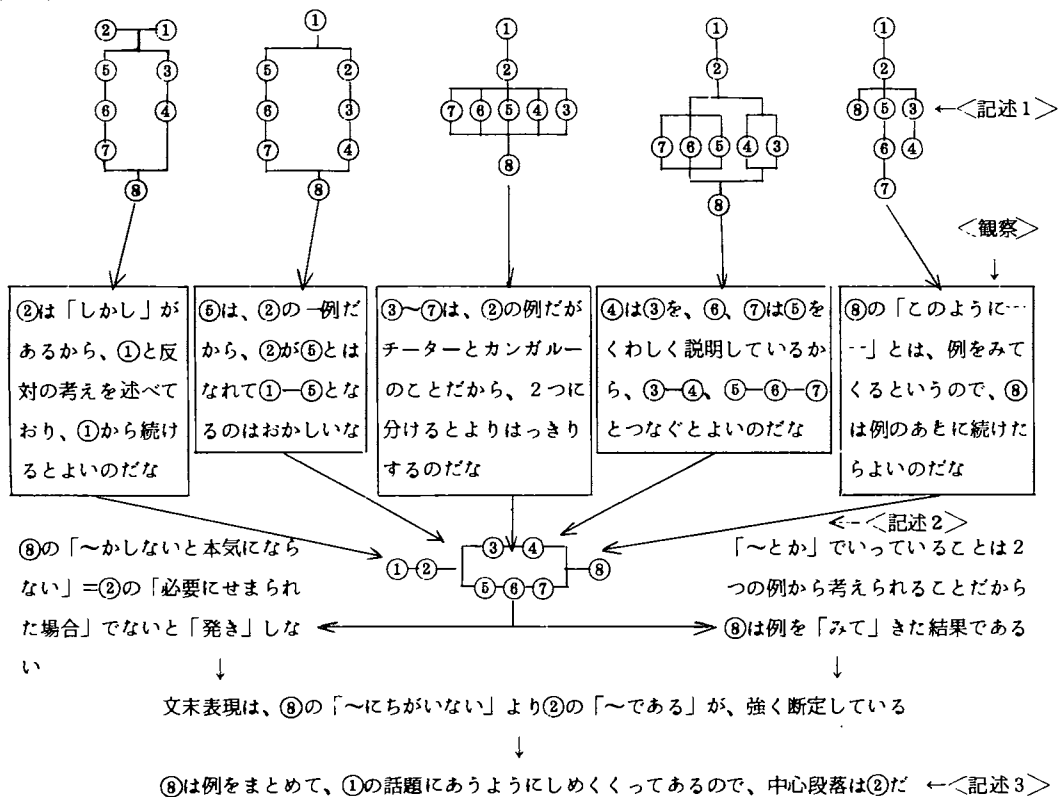 ②①　①　①　①　①
⑤③　⑤②　②　②　②
⑥④　⑥③　⑦⑥⑤④③　⑦⑥⑤④③　⑧⑤③　←＜記述1＞
⑦　⑦④　⑧　⑧　⑥④
⑧　⑧　⑦
＜観察＞
↓
②は「しかし」が
あるから、①と反
対の考えを述べて
おり、①から続け
るとよいのだな
⑤は、②の一例だ
から、②が⑤とは
なれて①―⑤とな
るのはおかしいな
③〜⑦は、②の例だが
チーターとカンガルー
のことだから、２つに
分けるとよりはっきり
するのだな
④は③を、⑥、⑦は⑤を
くわしく説明しているか
ら、③―④、⑤―⑥―⑦
とつなぐとよいのだな
⑧の「このように……
……」とは、例をみて
くるというので、⑧
は例のあとに続けた
らよいのだな
←＜記述2＞
①―②　③―④　⑧
⑤―⑥―⑦
⑧の「〜かしないと本気になら
ない」＝②の「必要にせまられ
た場合」でないと「発き」しな
い
「〜とか」でいっていることは２
つの例から考えられることだから
⑧は例を「みて」きた結果である
↓　↓
文末表現は、⑧の「〜にちがいない」より②の「〜である」が、強く断定している
↓
⑧は例をまとめて、①の話題にあうようにしめくくってあるので、中心段落は②だ　←＜記述3＞